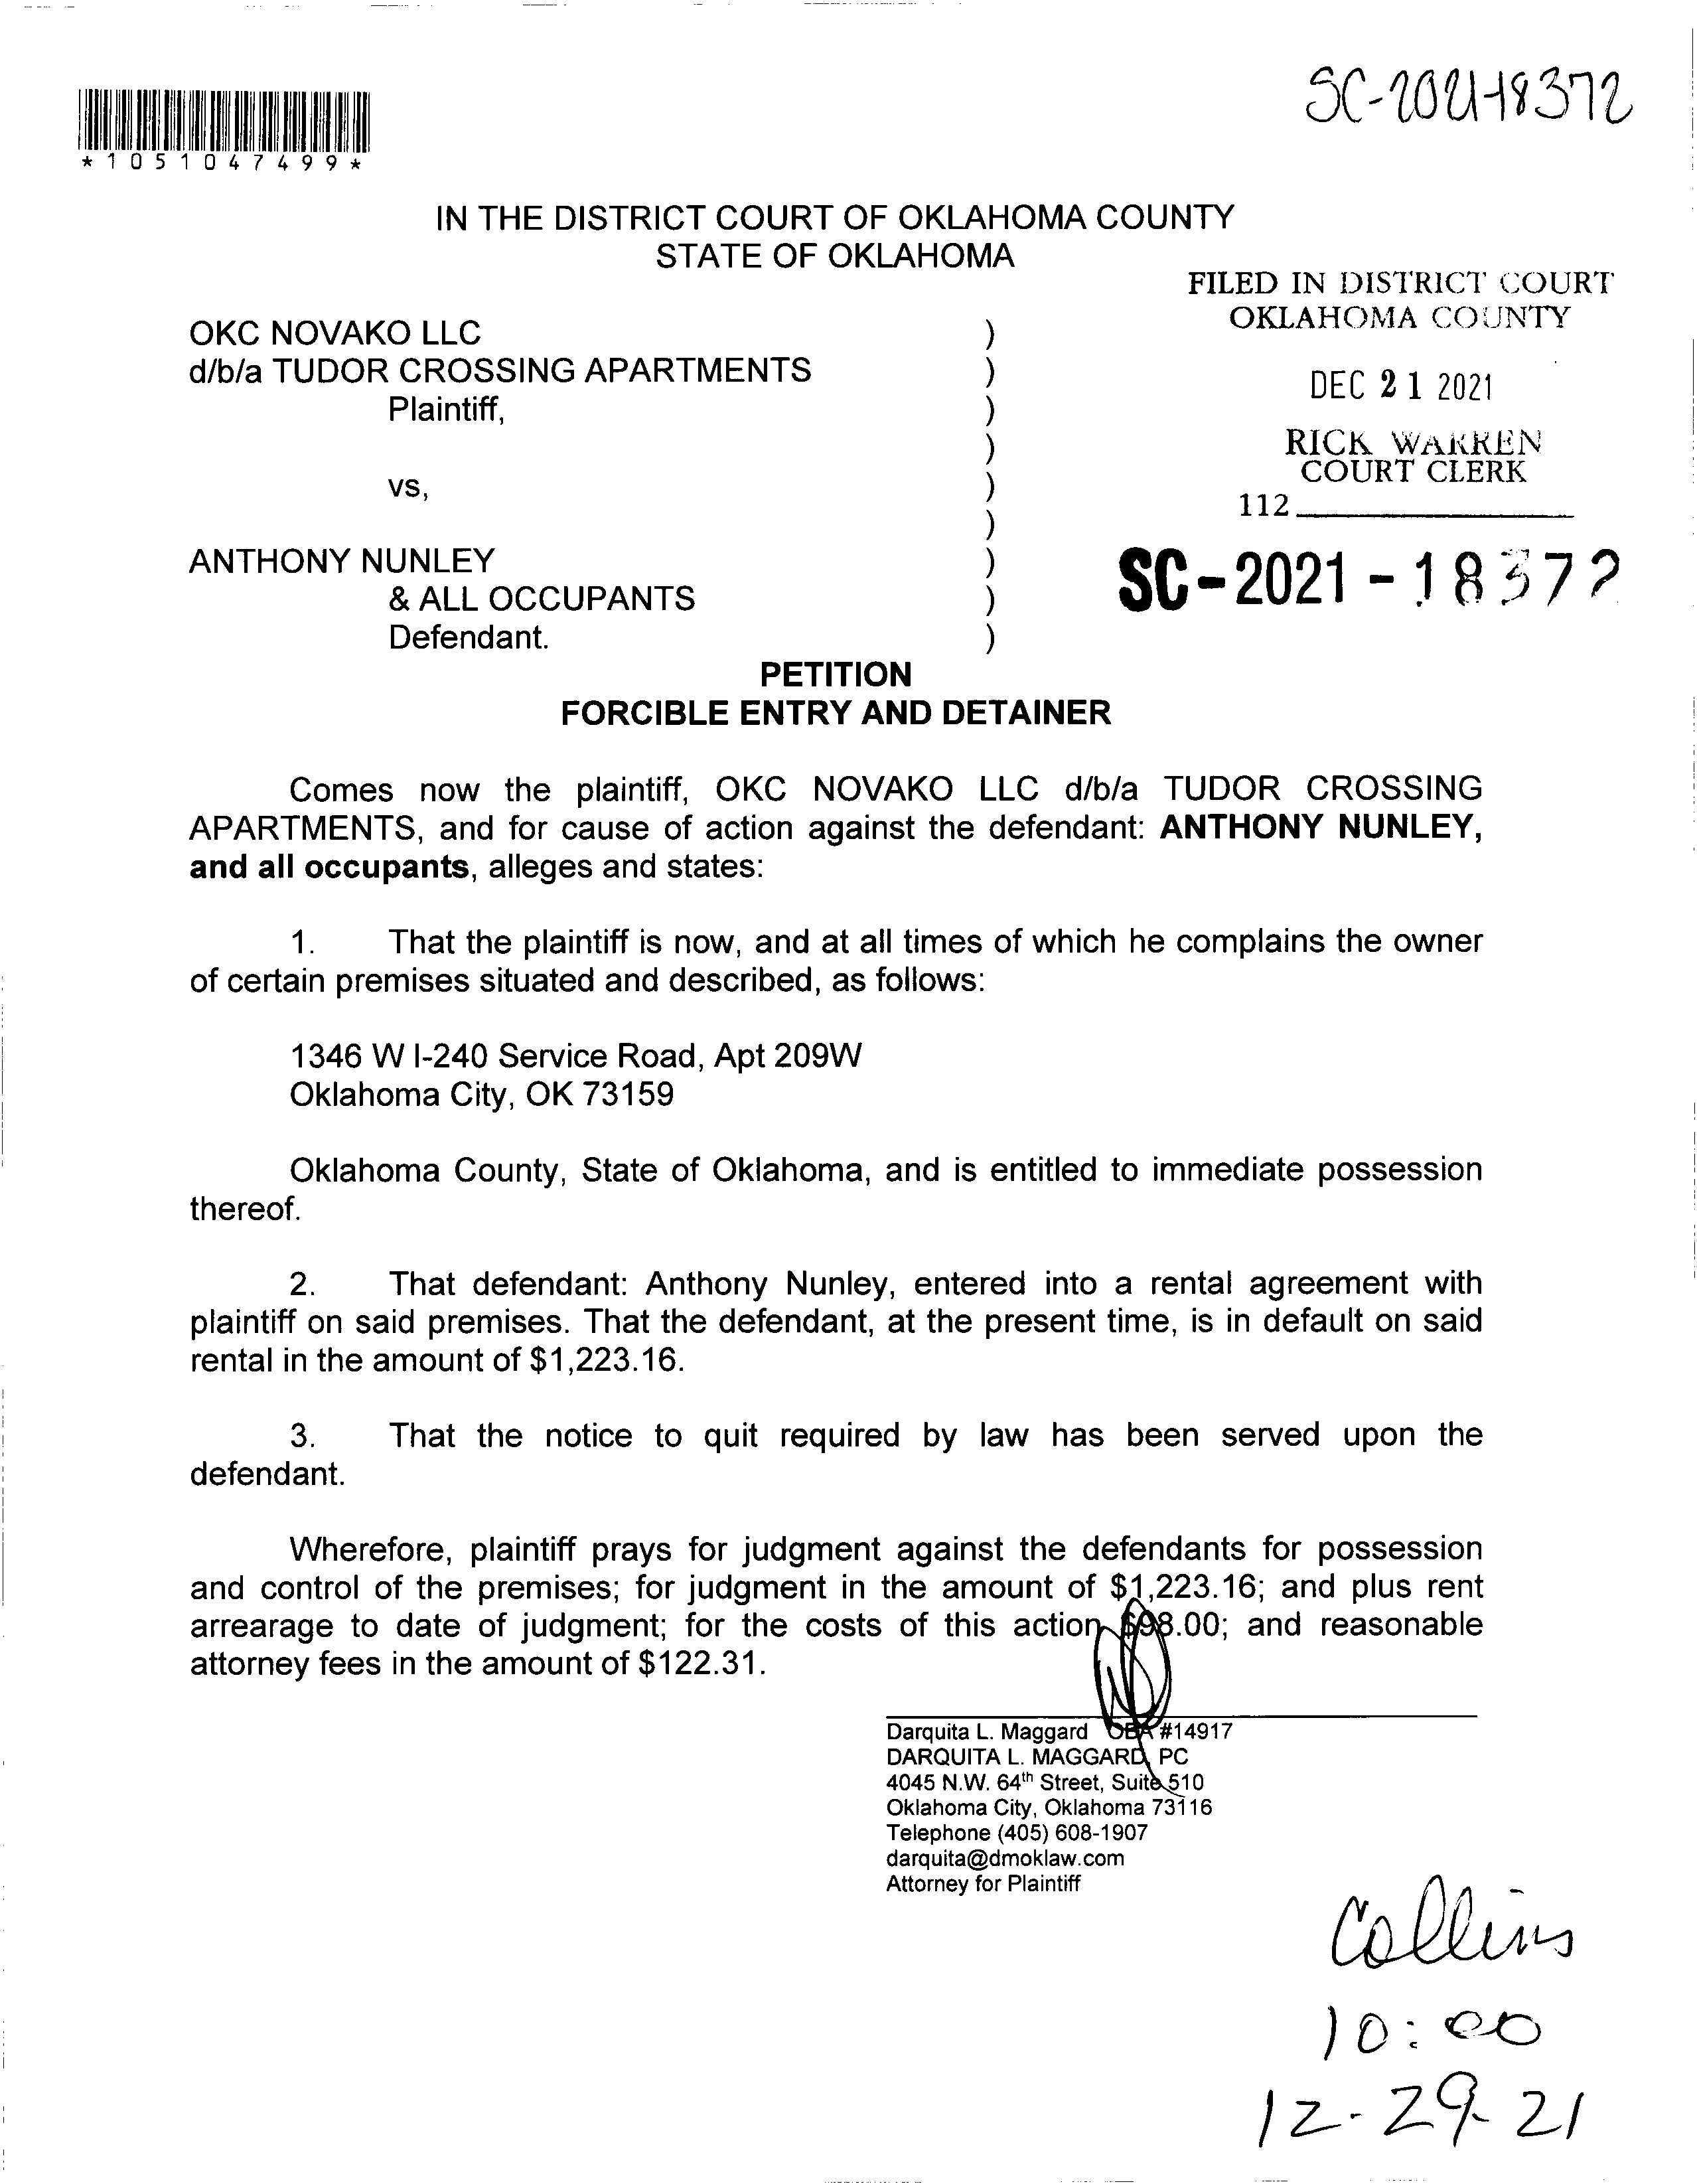 SC-2021-18372
*1051047499*
IN THE DISTRICT COURT OF OKLAHOMA COUNTY
STATE OF OKLAHOMA
FILED IN DISTRICT COURT
OKLAHOMA COUNTY
DEC 21 2021
RICK WARREN
COURT CLERK
112
SC-2021-18372
OKC NOVAKO LLC )
d/b/a TUDOR CROSSING APARTMENTS )
Plaintiff, )
)
vs, )
)
ANTHONY NUNLEY )
& ALL OCCUPANTS )
Defendant. )
PETITION
FORCIBLE ENTRY AND DETAINER
Comes now the plaintiff, OKC NOVAKO LLC d/b/a TUDOR CROSSING
APARTMENTS, and for cause of action against the defendant: ANTHONY NUNLEY,
and all occupants, alleges and states:
1. That the plaintiff is now, and at all times of which he complains the owner
of certain premises situated and described, as follows:
1346 W I-240 Service Road, Apt 209W
Oklahoma City, OK 73159
Oklahoma County, State of Oklahoma, and is entitled to immediate possession
thereof.
2. That defendant: Anthony Nunley, entered into a rental agreement with
plaintiff on said premises. That the defendant, at the present time, is in default on said
rental in the amount of $1,223.16.
3. That the notice to quit required by law has been served upon the
defendant.
Wherefore, plaintiff prays for judgment against the defendants for possession
and control of the premises; for judgment in the amount of $1,223.16; and plus rent
arrearage to date of judgment; for the costs of this action $98.00; and reasonable
attorney fees in the amount of $122.31.
Darquita L. Maggard OBA #14917
DARQUITA L. MAGGARD, PC
4045 N.W. 64th Street, Suite 510
Oklahoma City, Oklahoma 73116
Telephone (405) 608-1907
darquita@dmoklaw.com
Attorney for Plaintiff
Collins
10:00
12-29-21